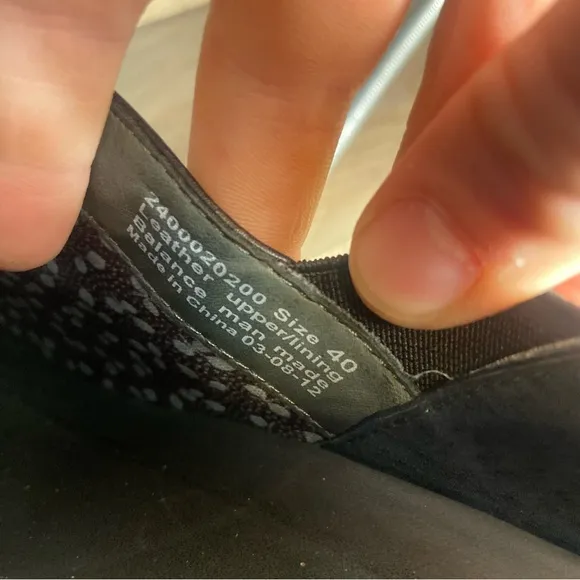 2400020200 Size 40
Leather upper/lining
Balance man made
Made in China 03-08-12